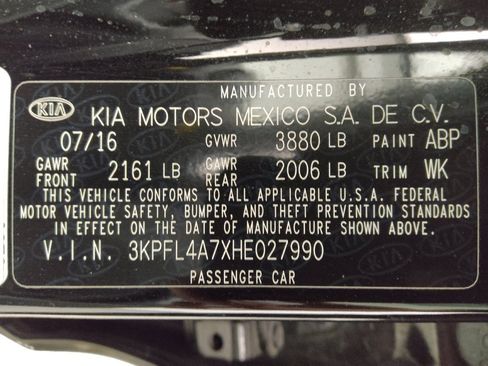 MANUFACTURED BY
KIA KIA MOTORS MEXICO S.A. DE C.V.
07/16 GVWR 3880 LB PAINT ABP
GAWR FRONT 2161 LB GAWR REAR 2006 LB TRIM WK
THIS VEHICLE CONFORMS TO ALL APPLICABLE U.S.A. FEDERAL
MOTOR VEHICLE SAFETY, BUMPER, AND THEFT PREVENTION STANDARDS
IN EFFECT ON THE DATE OF MANUFACTURE SHOWN ABOVE.
V.I.N. 3KPFL4A7XHE027990
PASSENGER CAR